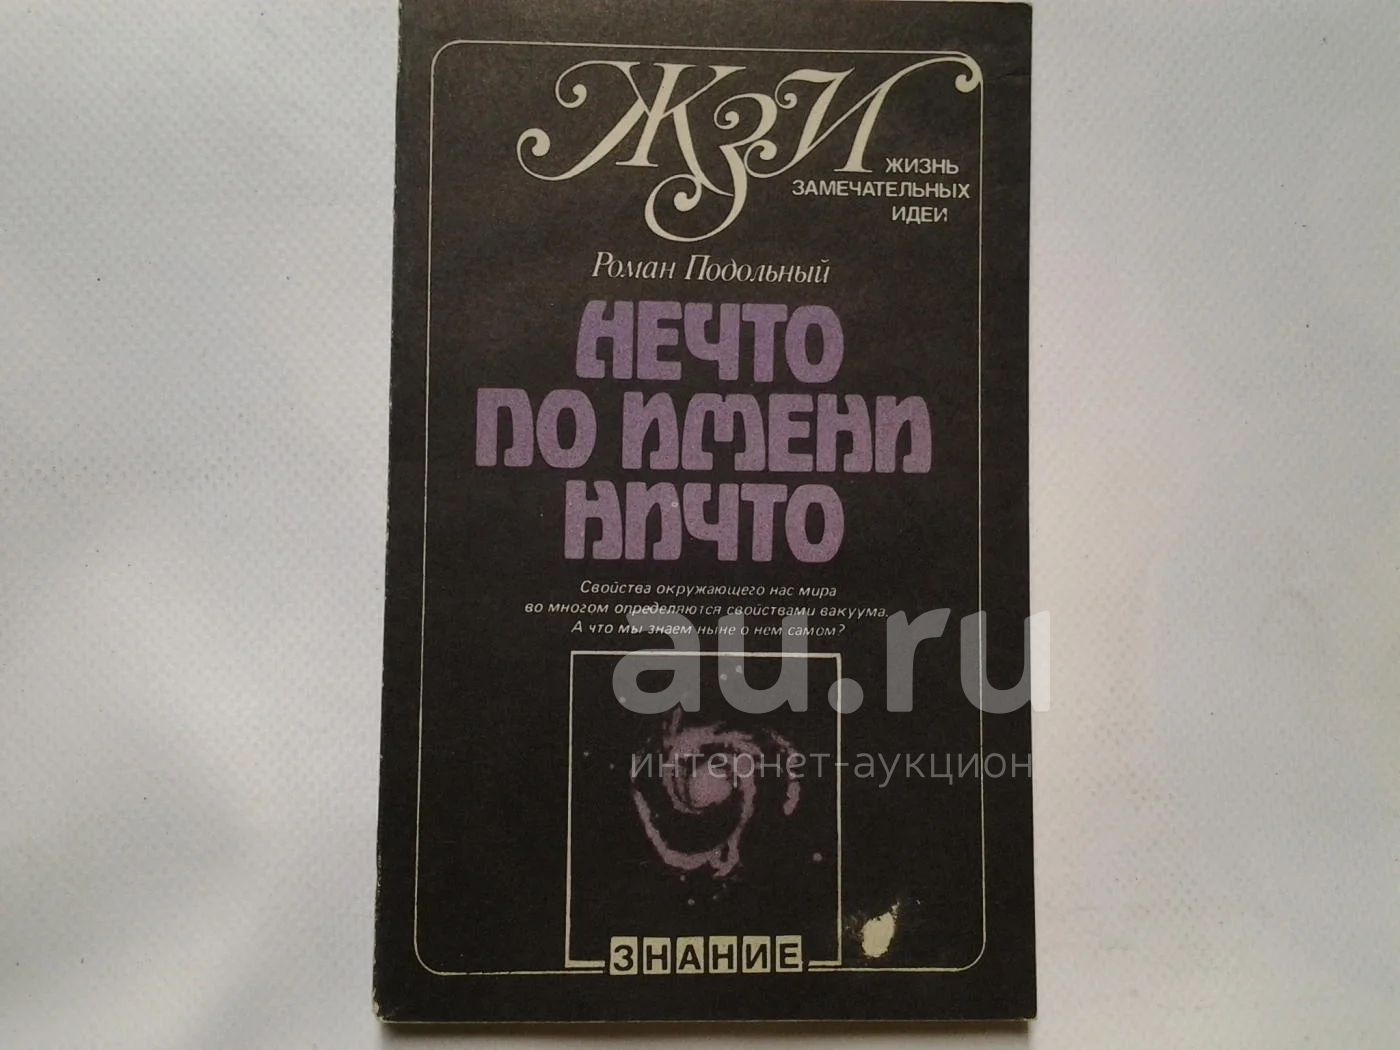 ЖЗИ
ЖИЗНЬ
ЗАМЕЧАТЕЛЬНЫХ
ИДЕЙ
Роман Подольный
НЕЧТО
ПО ИМЕНИ
НИЧТО
Свойства окружающего нас мира
во многом определяются свойствами вакуума.
А что мы знаем ныне о нем самом?
au.ru
интернет-аукцион
ЗНАНИЕ